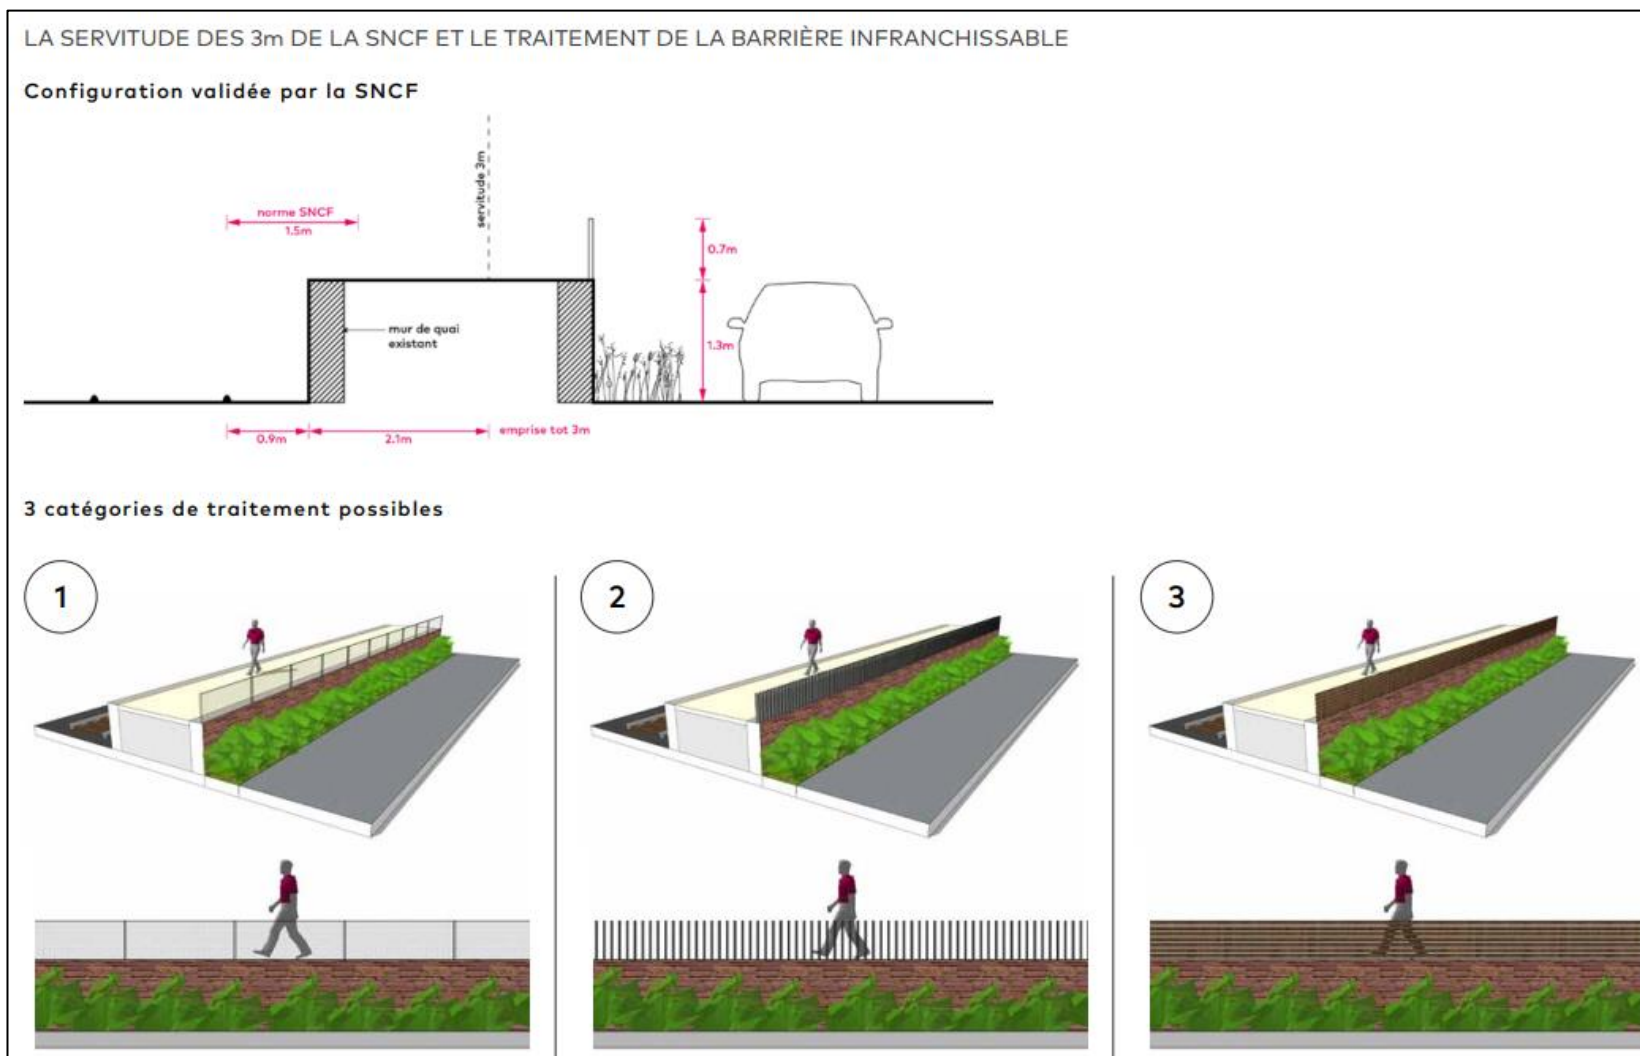 LA SERVITUDE DES 3m DE LA SNCF ET LE TRAITEMENT DE LA BARRIÈRE INFRANCHISSABLE
Configuration validée par la SNCF
servitude 3m
norme SNCF
1.5m
0.7m
mur de quai
existant
1.3m
0.9m
2.1m
emprise tot 3m
3 catégories de traitement possibles
1
2
3